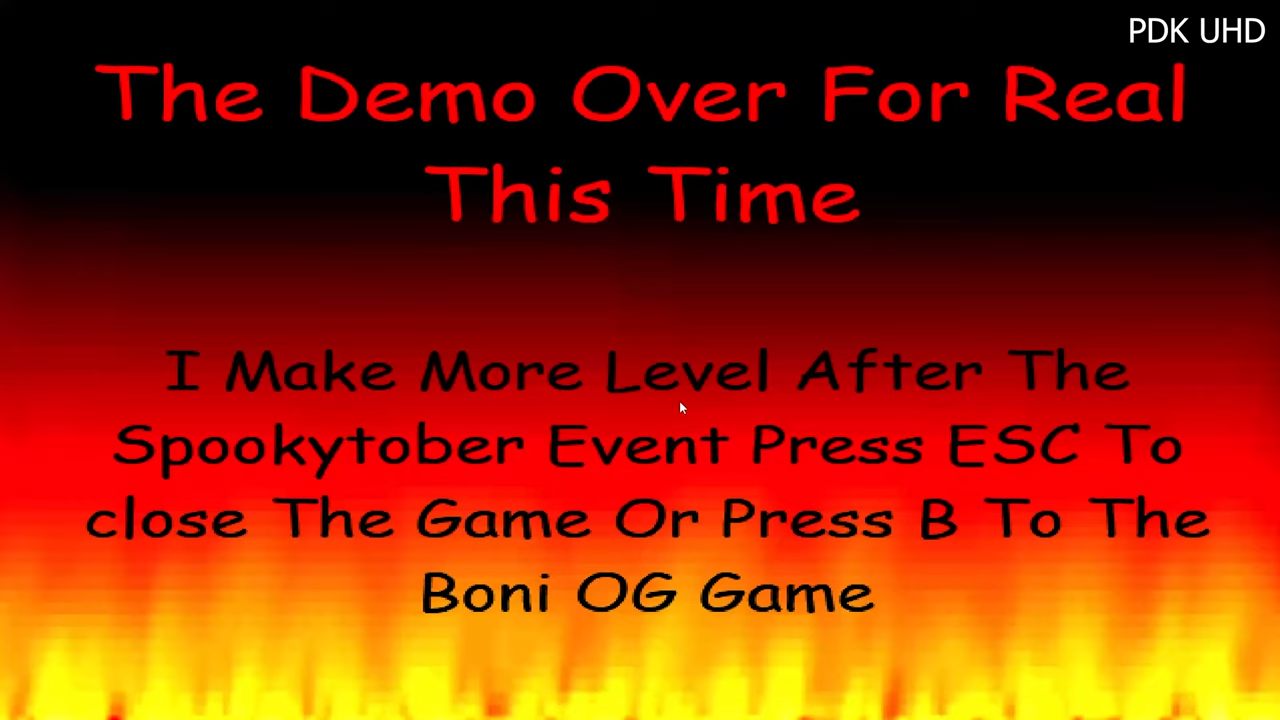 PDK UHD
The Demo Over For Real
This Time
I Make More Level After The
Spookytober Event Press ESC To
close The Game Or Press B To The
Boni OG Game